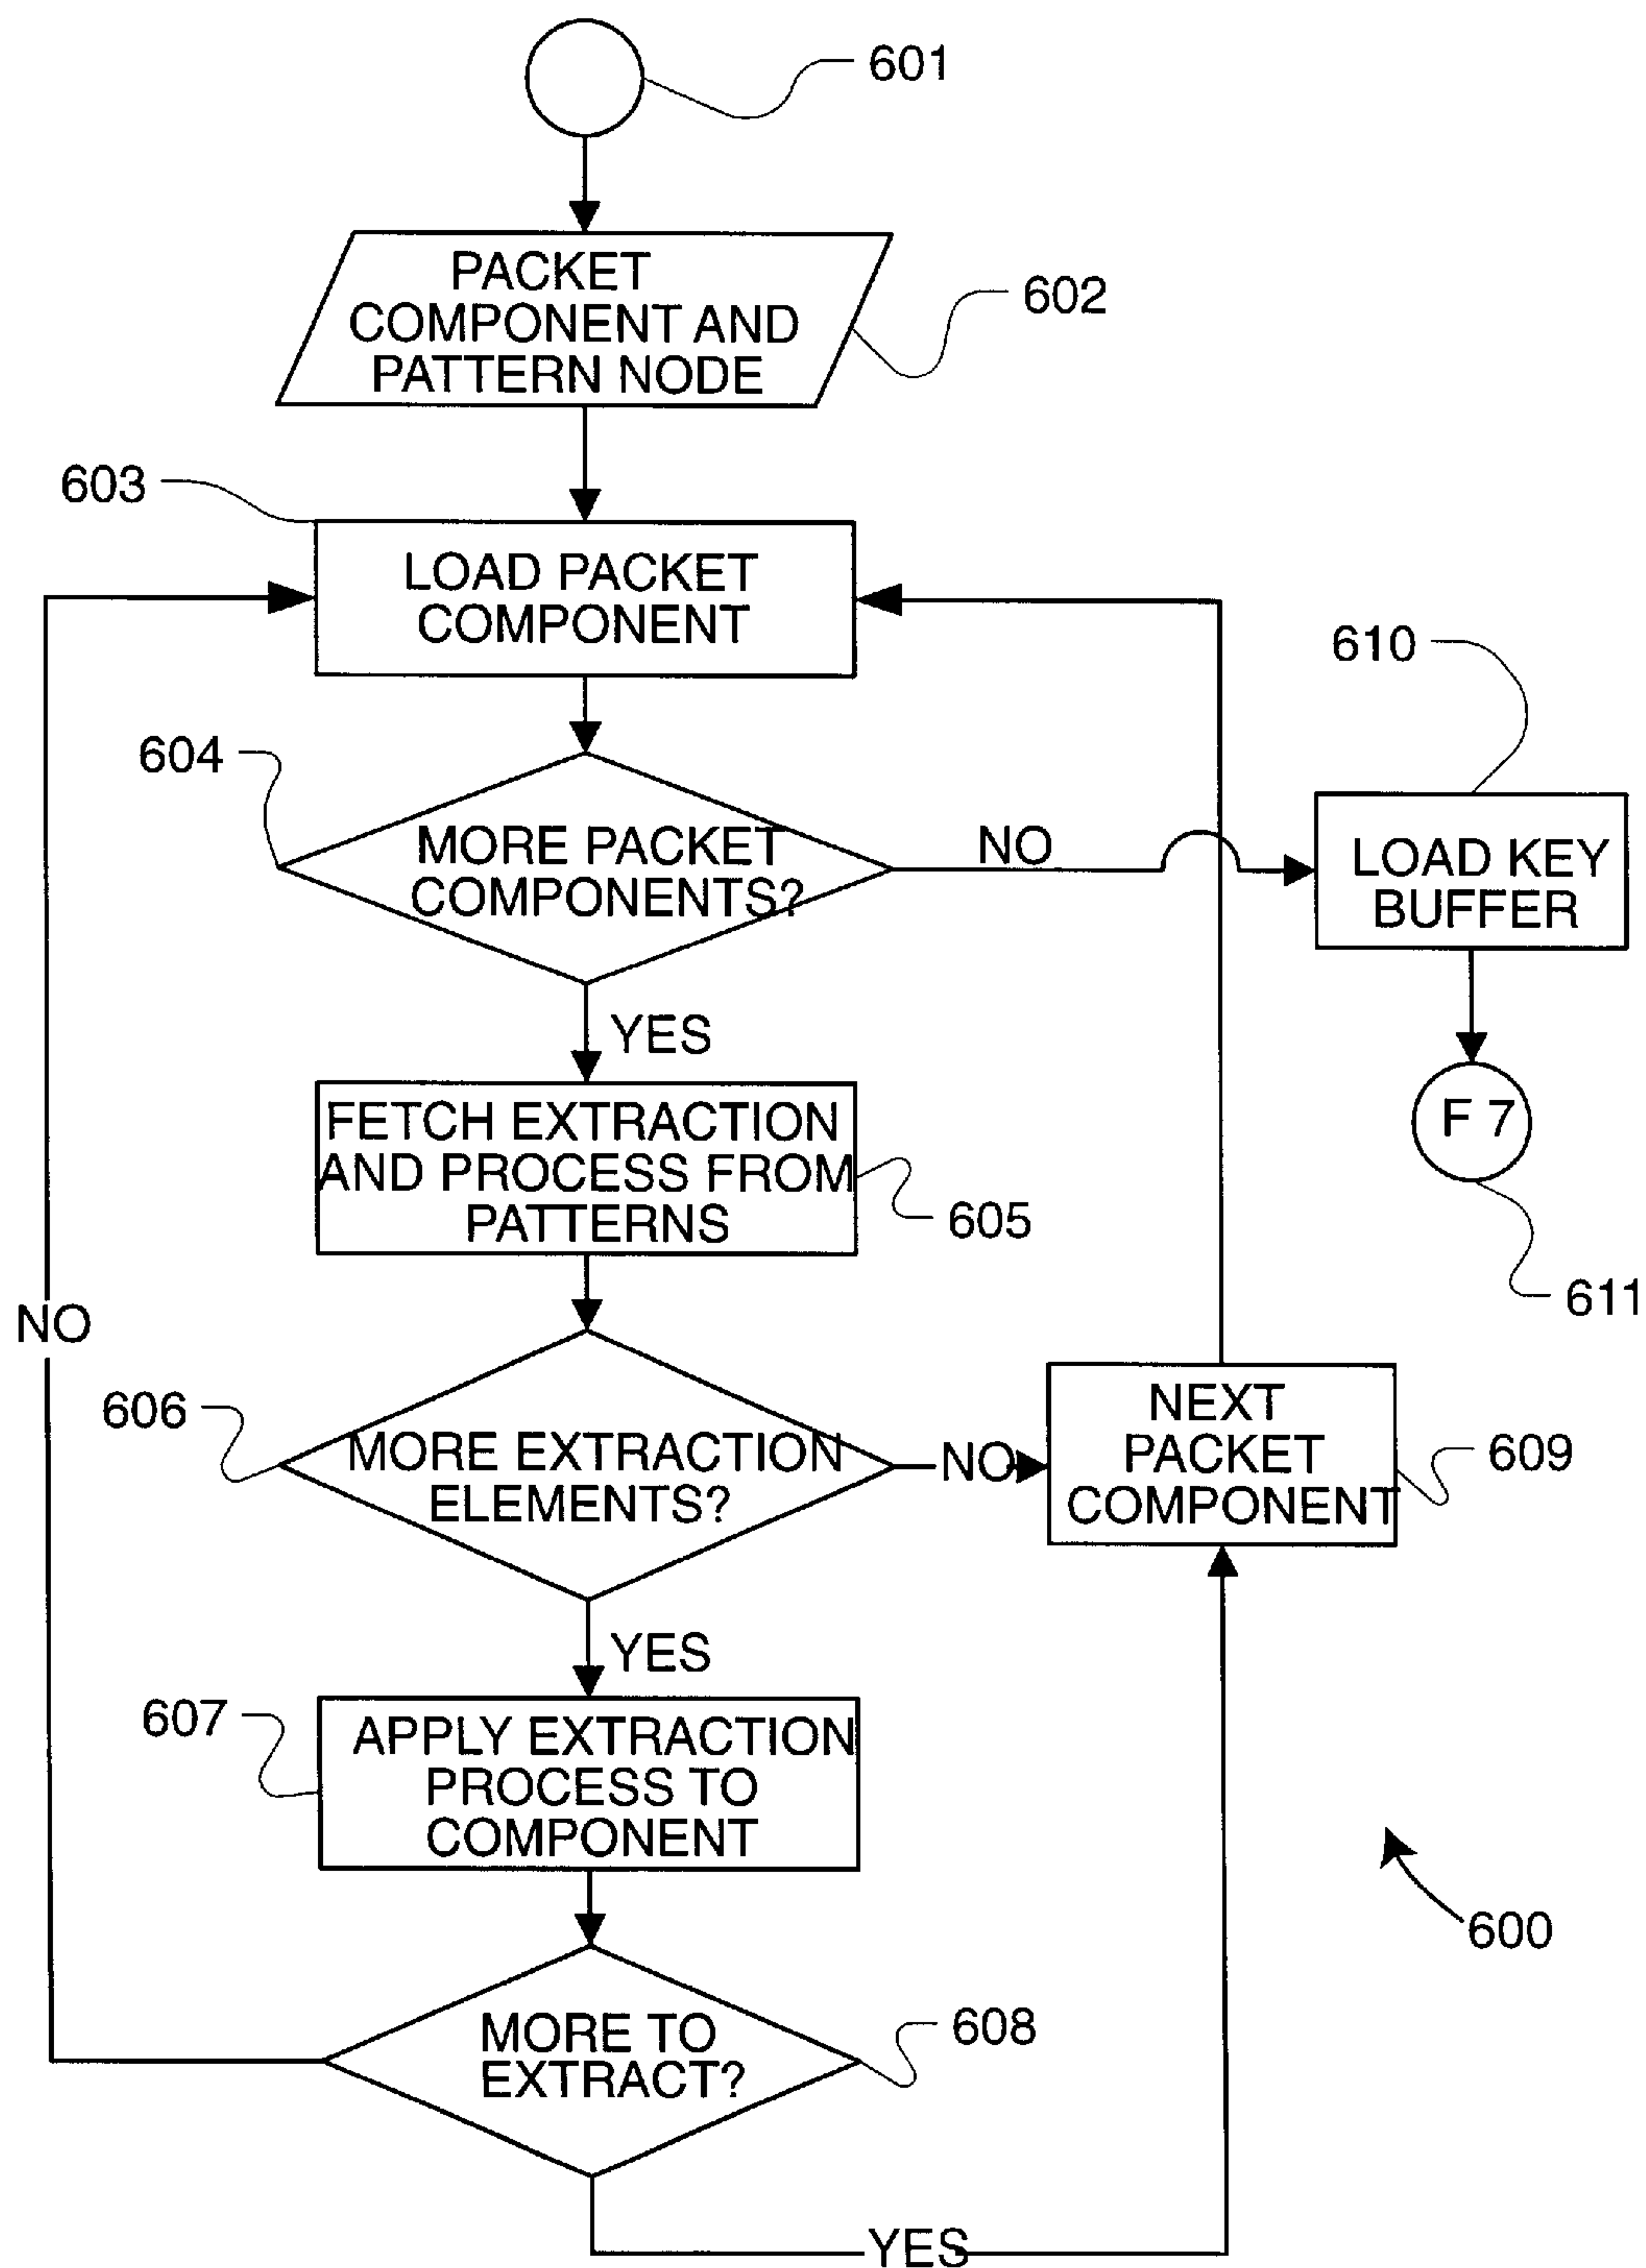 601
PACKET
COMPONENT AND
PATTERN NODE
602
603
LOAD PACKET
COMPONENT
610
604
MORE PACKET
COMPONENTS?
NO
LOAD KEY
BUFFER
YES
F 7
FETCH EXTRACTION
AND PROCESS FROM
PATTERNS
605
611
NO
606
MORE EXTRACTION
ELEMENTS?
NO
NEXT
PACKET
COMPONENT
609
YES
607
APPLY EXTRACTION
PROCESS TO
COMPONENT
600
MORE TO
EXTRACT?
608
YES